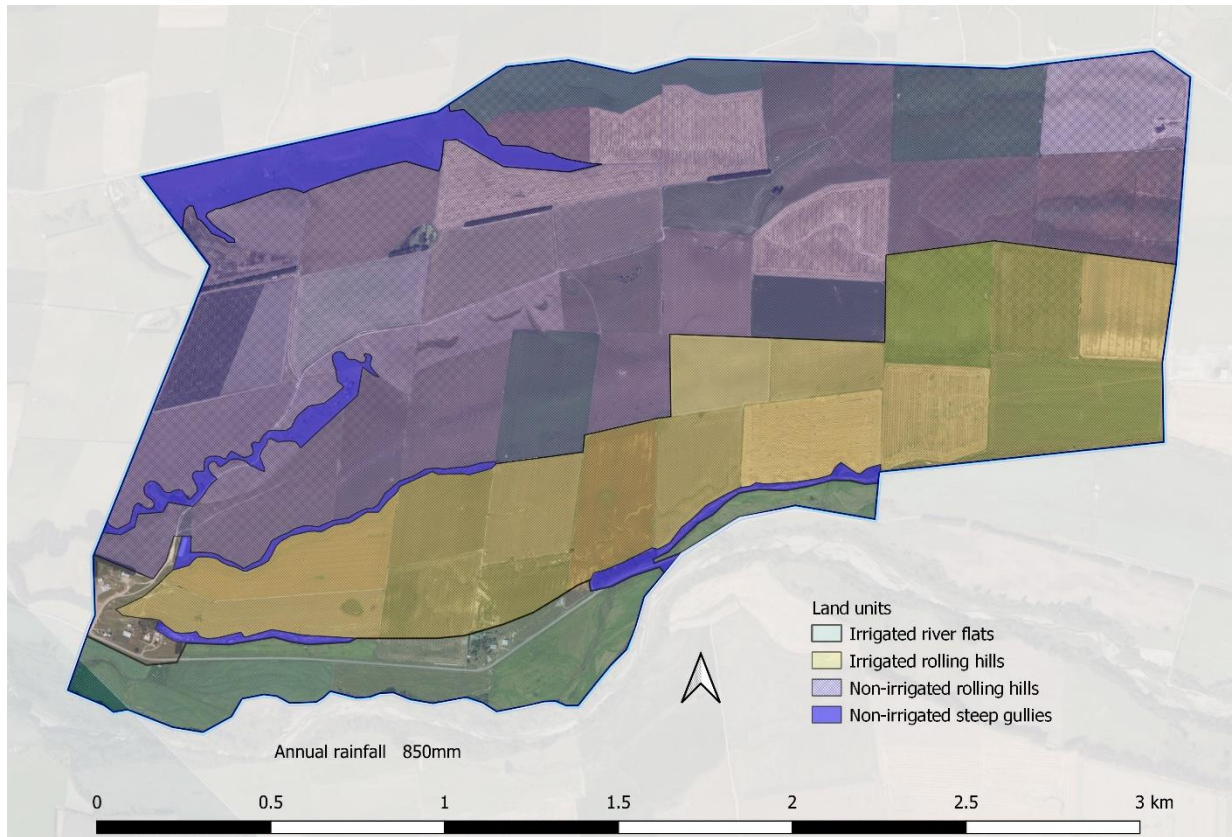 Land units
Irrigated river flats
Irrigated rolling hills
Non-irrigated rolling hills
Non-irrigated steep gullies
Annual rainfall 850mm
0 0.5 1 1.5 2 2.5 3 km